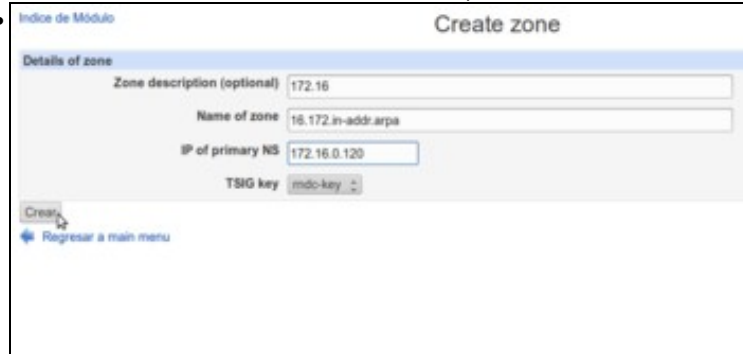 Indice de Módulo
Create zone
Details of zone
Zone description (optional) 172.16
Name of zone 16.172.in-addr.arpa
IP of primary NS 172.16.0.120
TSIG key rndc-key
Crear
Regresar a main menu